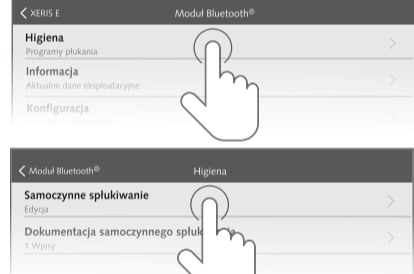 XERIS E
Moduł Bluetooth®
Higiena
Programy płukania
Informacja
Aktualne dane eksploatacyjne
Konfiguracja
Moduł Bluetooth®
Higiena
Samoczynne spłukiwanie
Edycja
Dokumentacja samoczynnego spłuk
1 Wpisy